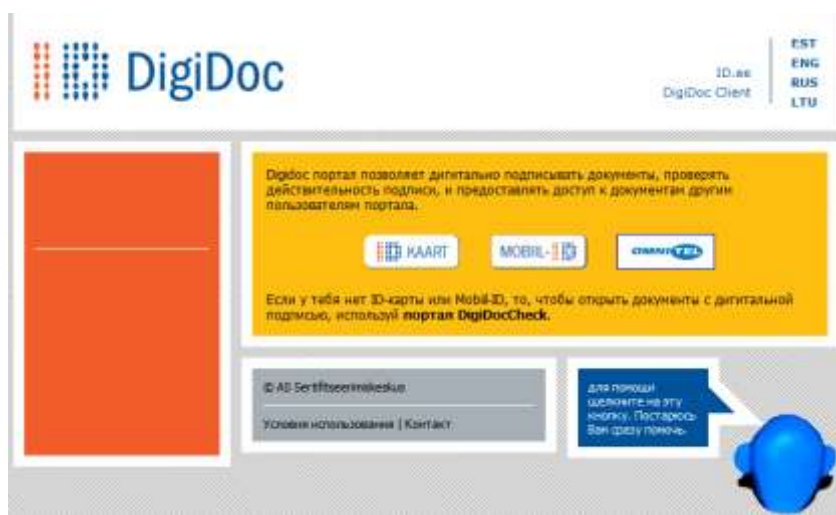 DigiDoc
EST
ENG
RUS
LTU
ID.ee
DigiDoc Client
Digidoc портал позволяет дигитально подписывать документы, проверять
действительность подписи, и предоставлять доступ к документам другим
пользователям портала.
KAART
MOBIIL-ID
OMNITEL
Если у тебя нет ID-карты или Mobiil-ID, то, чтобы открыть документы с дигитальной
подписью, используй портал DigiDocCheck.
© AS Sertifitseerimiskeskus
Условия использования | Контакт
для помощи
щелкните на эту
кнопку. Постараюсь
Вам сразу помочь.